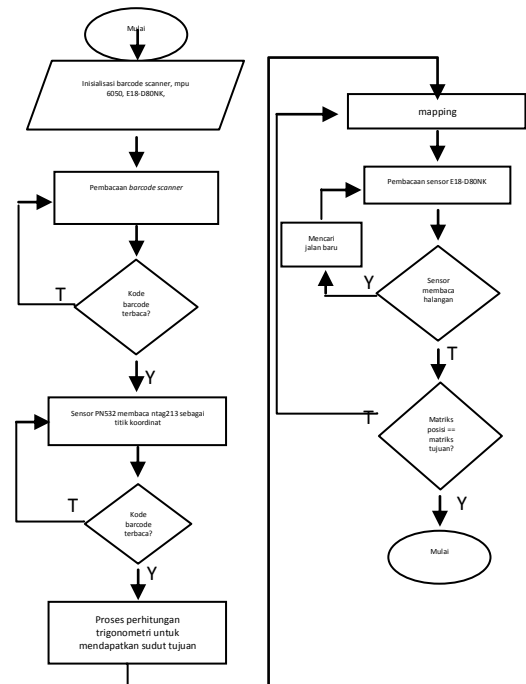 Mulai
Inisialisasi barcode scanner, mpu
6050, E18-D80NK,
Pembacaan barcode scanner
T
Kode
barcode
terbaca?
Y
Sensor PN532 membaca ntag213 sebagai
titik koordinat
T
Kode
barcode
terbaca?
Y
Proses perhitungan
trigonometri untuk
mendapatkan sudut tujuan
mapping
Pembacaan sensor E18-D80NK
Mencari
jalan baru
Y
Sensor
membaca
halangan
T
T
Matriks
posisi ==
matriks
tujuan?
Y
Mulai